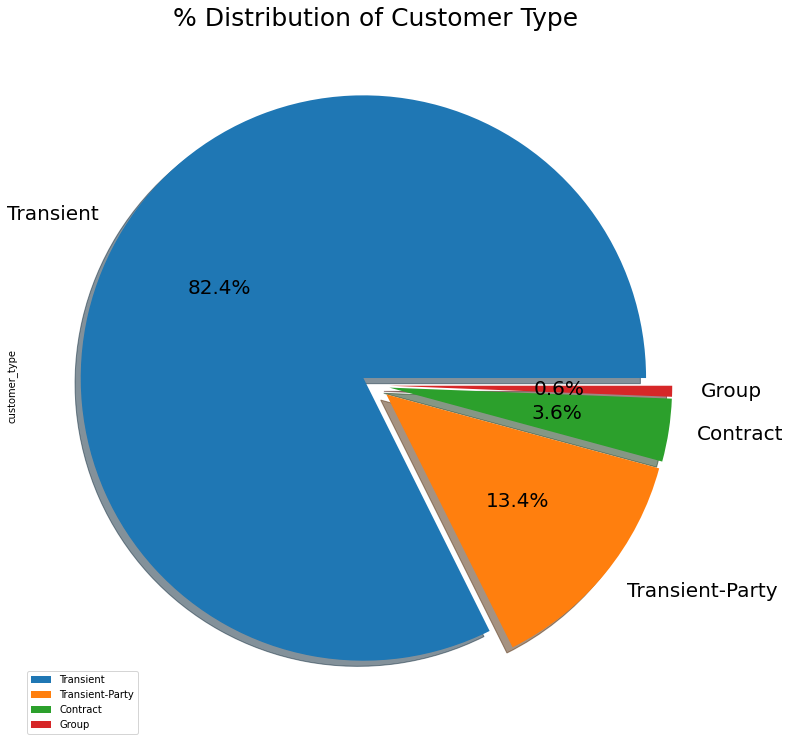 % Distribution of Customer Type
Transient
82.4%
customer_type
0.6%
Group
3.6%
Contract
13.4%
Transient-Party
Transient
Transient-Party
Contract
Group